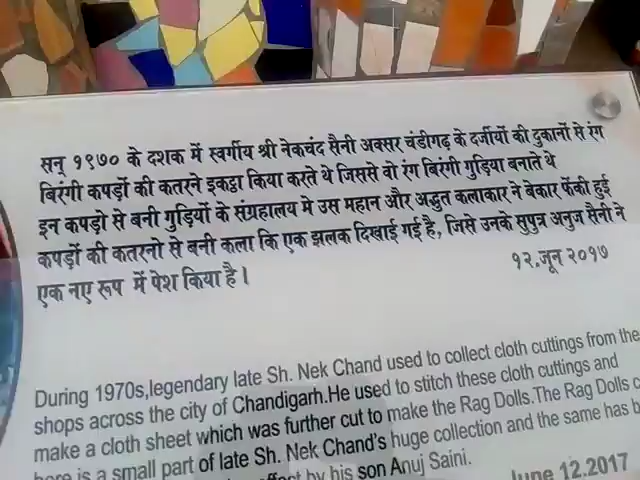 सन् १९७० के दशक में स्वर्गीय श्री नेकचंद सैनी अक्सर चंडीगढ़ के दर्जीयों की दुकानों से रंग
बिरंगी कपड़ों की कतरने इकट्ठा किया करते थे जिससे वो रंग बिरंगी गुड़िया बनाते थे
इन कपड़ो से बनी गुड़ियों के संग्रहालय मे उस महान और अद्भुत कलाकार ने बेकार फेंकी हुई
कपड़ों की कतरनो से बनी कला कि एक झलक दिखाई गई है, जिसे उनके सुपुत्र अनुज सैनी ने
एक नए रूप में पेश किया है।
१२.जून २०१७
During 1970s,legendary late Sh. Nek Chand used to collect cloth cuttings from the
shops across the city of Chandigarh.He used to stitch these cloth cuttings and
make a cloth sheet which was further cut to make the Rag Dolls.The Rag Dolls
here is a small part of late Sh. Nek Chand's huge collection and the same has
by his son Anuj Saini.
June 12.2017